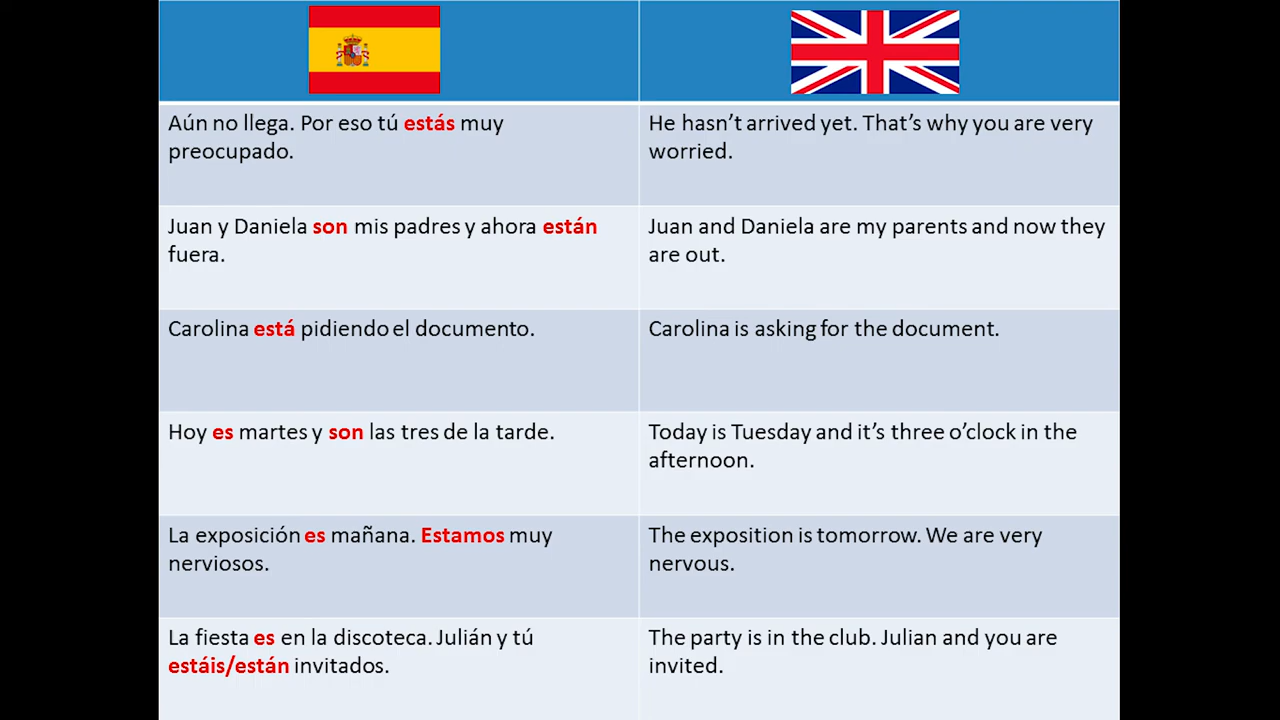 Aún no llega. Por eso tú estás muy
preocupado.
He hasn’t arrived yet. That’s why you are very
worried.
Juan y Daniela son mis padres y ahora están
fuera.
Juan and Daniela are my parents and now they
are out.
Carolina está pidiendo el documento.
Carolina is asking for the document.
Hoy es martes y son las tres de la tarde.
Today is Tuesday and it’s three o’clock in the
afternoon.
La exposición es mañana. Estamos muy
nerviosos.
The exposition is tomorrow. We are very
nervous.
La fiesta es en la discoteca. Julián y tú
estáis/están invitados.
The party is in the club. Julian and you are
invited.